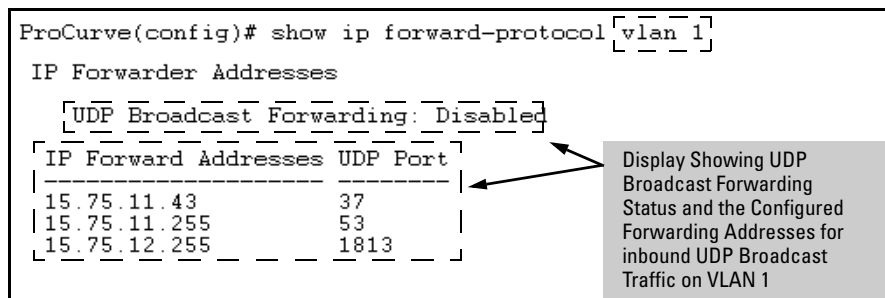 ProCurve(config)# show ip forward-protocol vlan 1
IP Forwarder Addresses
UDP Broadcast Forwarding: Disabled
IP Forward Addresses UDP Port
--------------------- --------
15.75.11.43 37
15.75.11.255 53
15.75.12.255 1813
Display Showing UDP
Broadcast Forwarding
Status and the Configured
Forwarding Addresses for
inbound UDP Broadcast
Traffic on VLAN 1